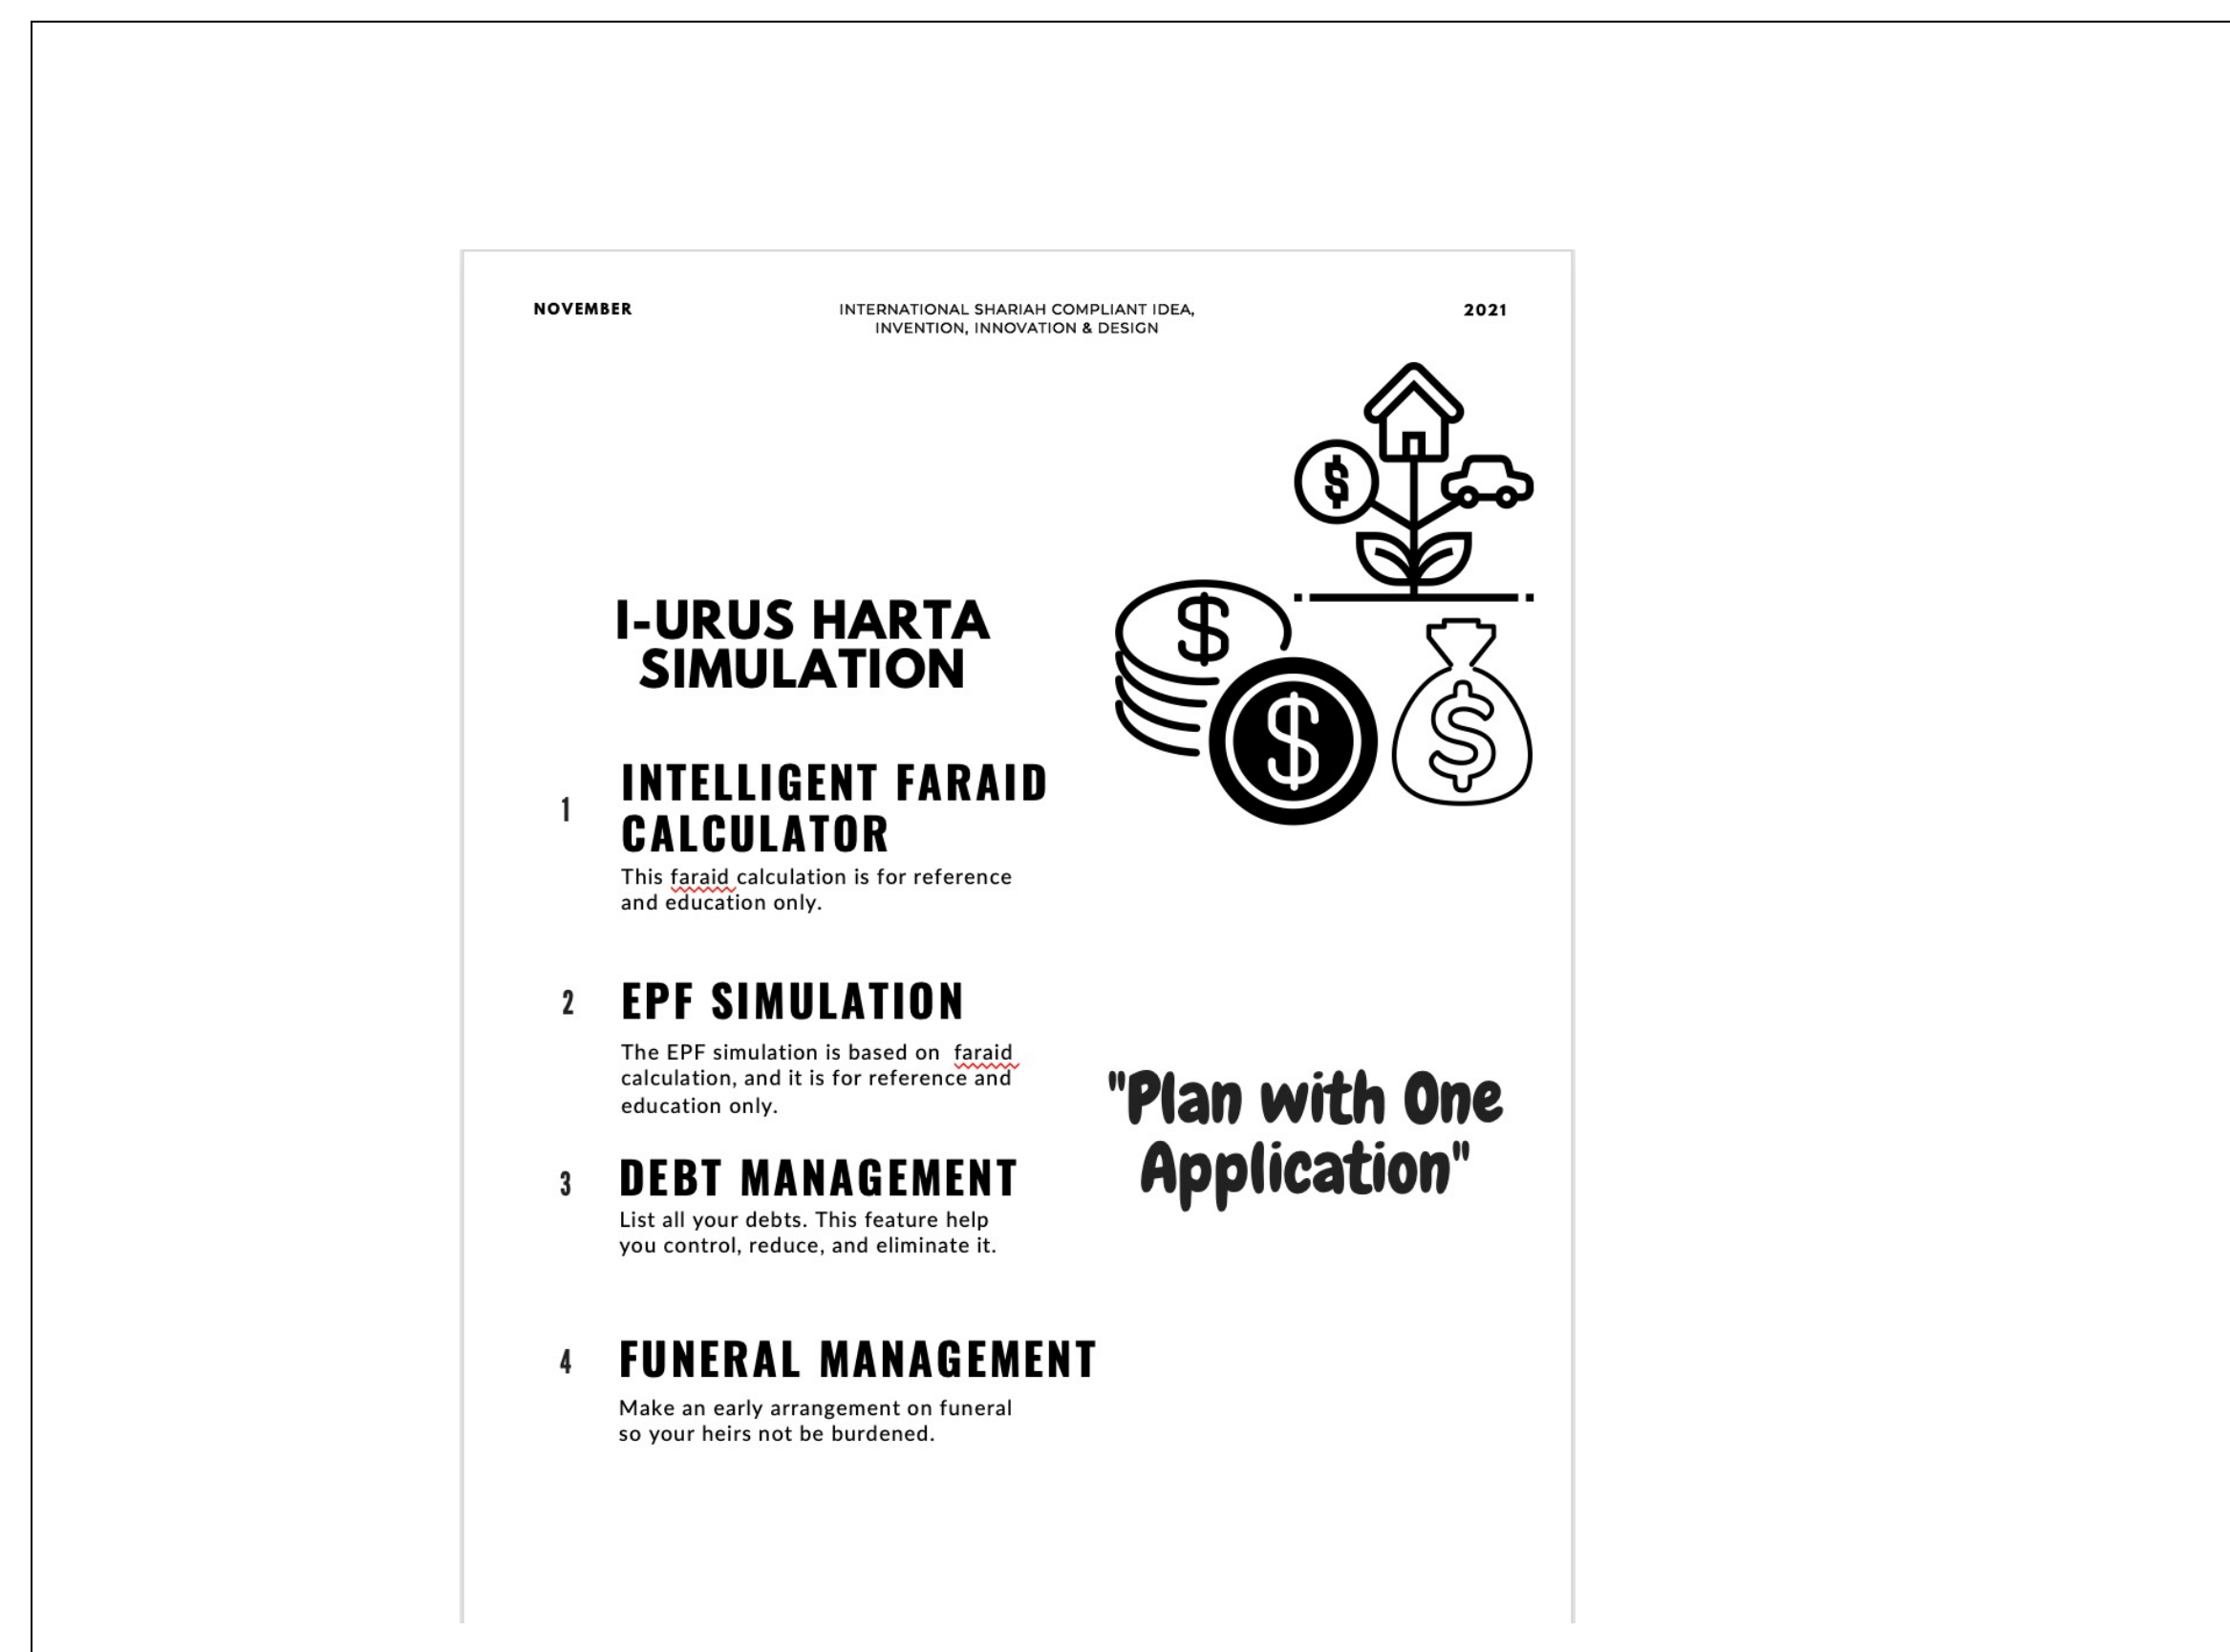 NOVEMBER
INTERNATIONAL SHARIAH COMPLIANT IDEA,
INVENTION, INNOVATION & DESIGN
2021
I-URUS HARTA
SIMULATION
1
INTELLIGENT FARAID
CALCULATOR
This faraid calculation is for reference
and education only.
2
EPF SIMULATION
The EPF simulation is based on  faraid
calculation, and it is for reference and
education only.
"Plan with One
Application"
3
DEBT MANAGEMENT
List all your debts. This feature help
you control, reduce, and eliminate it.
4
FUNERAL MANAGEMENT
Make an early arrangement on funeral
so your heirs not be burdened.